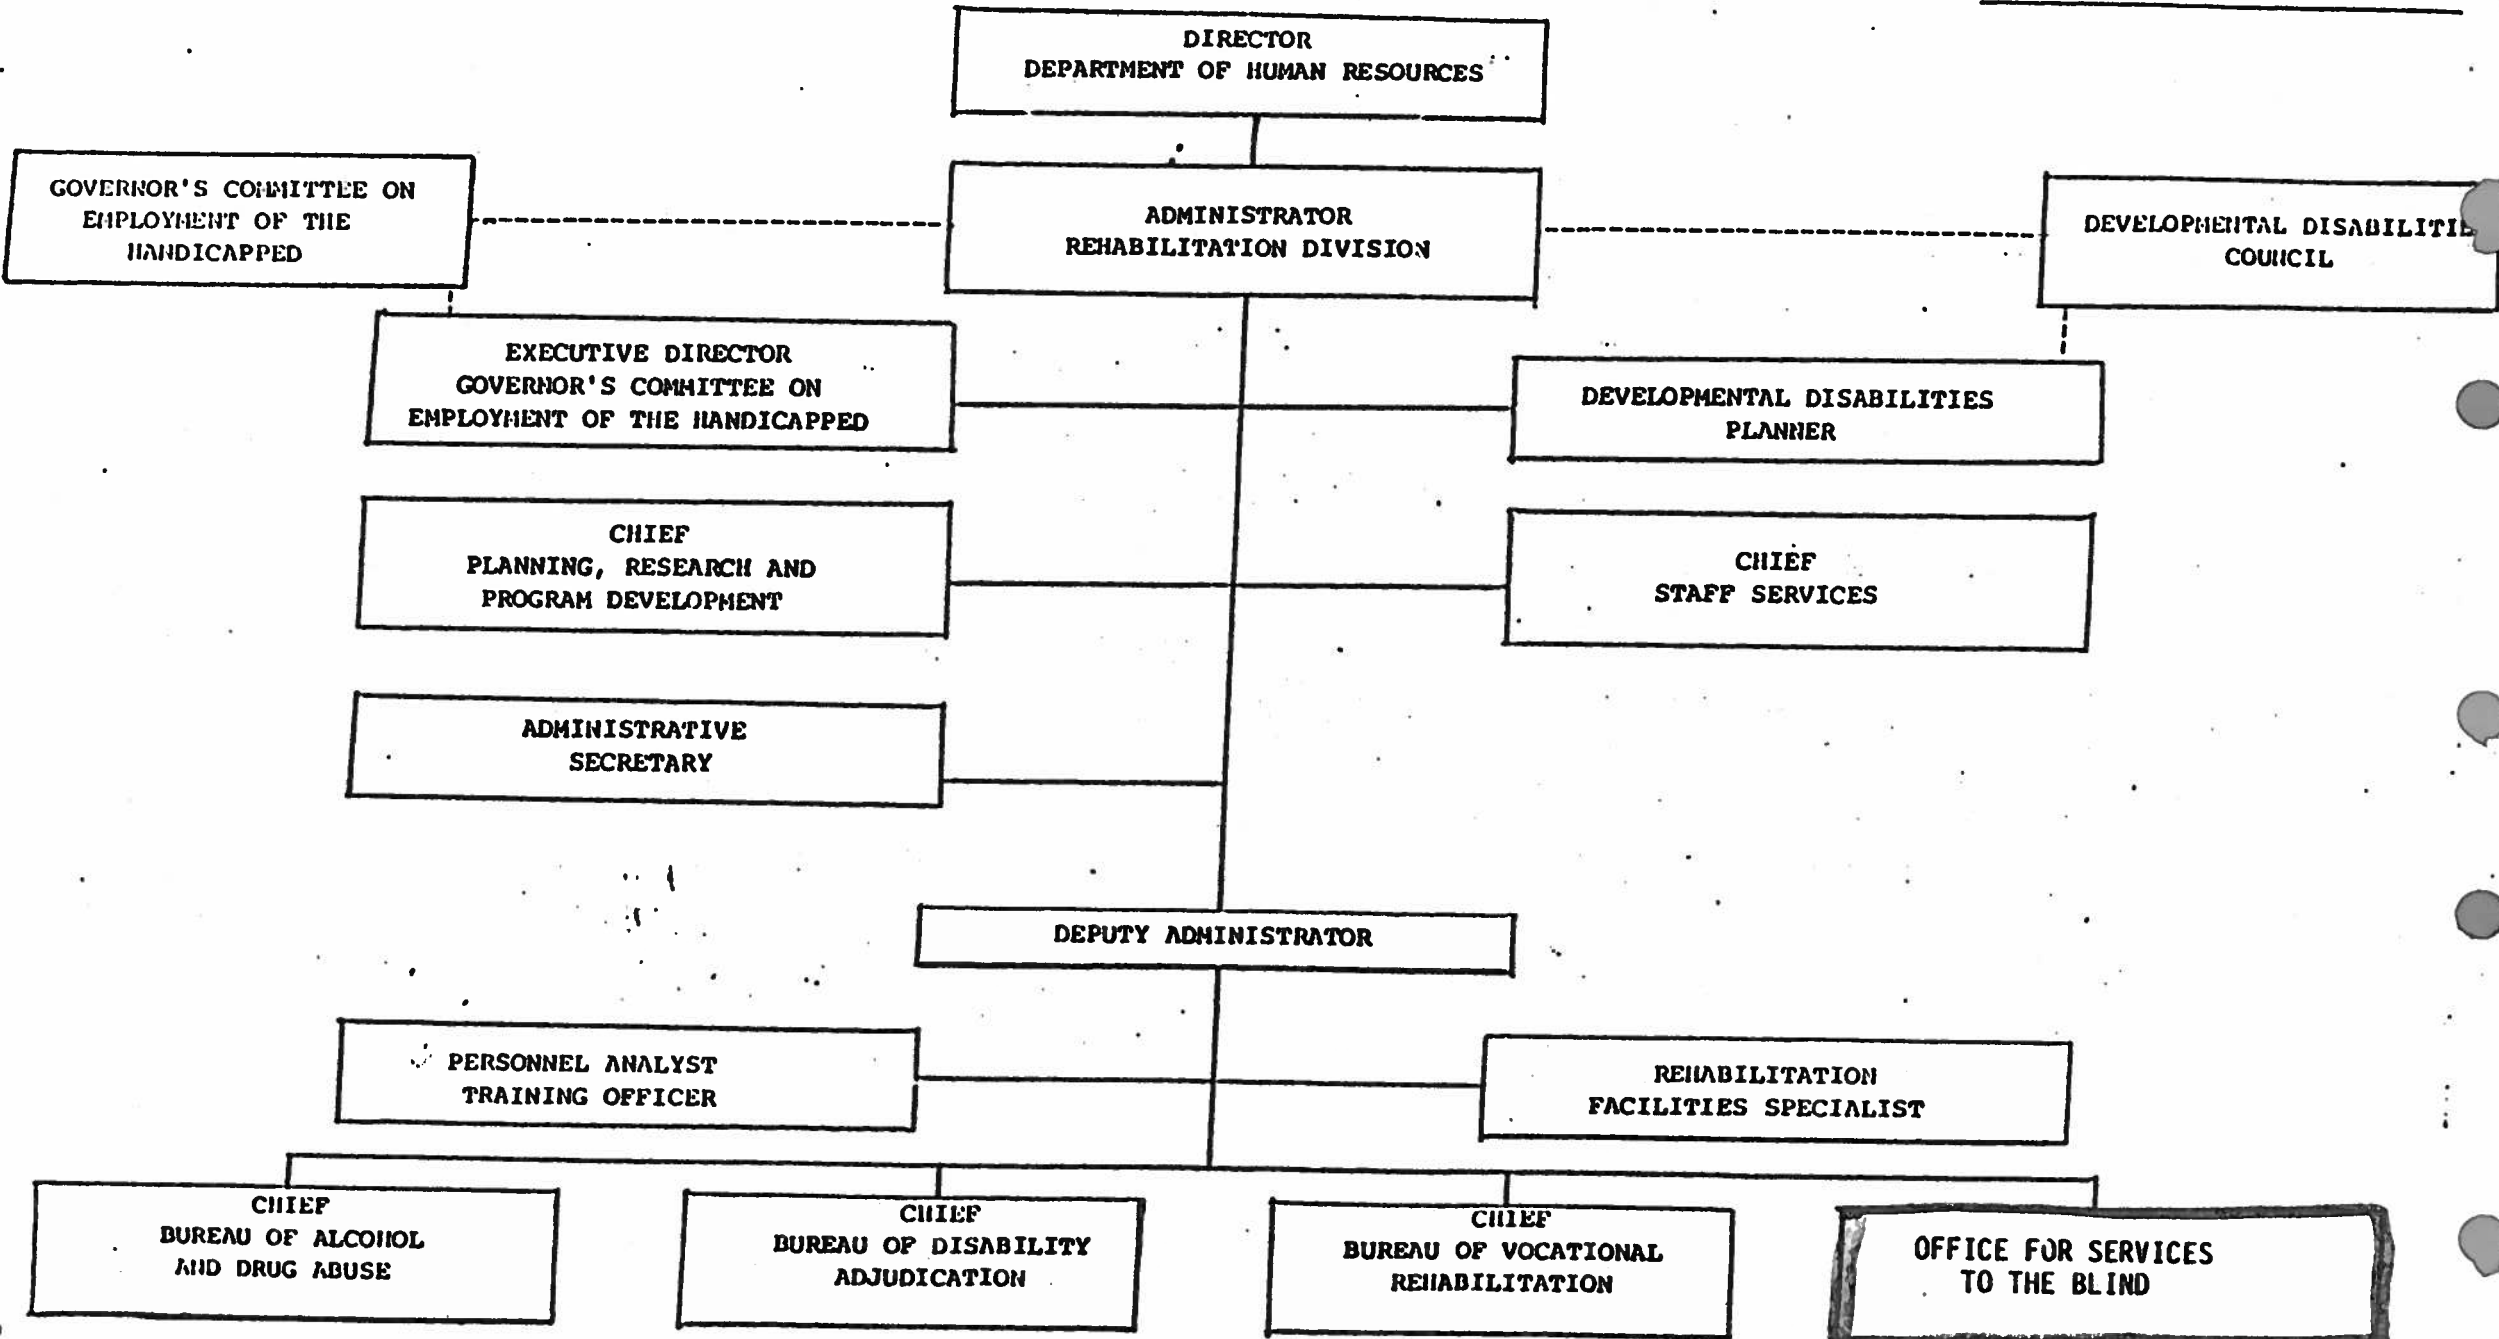 DIRECTOR
DEPARTMENT OF HUMAN RESOURCES
GOVERNOR'S COMMITTEE ON
EMPLOYMENT OF THE
HANDICAPPED
ADMINISTRATOR
REHABILITATION DIVISION
DEVELOPMENTAL DISABILITIE
COUNCIL
EXECUTIVE DIRECTOR
GOVERNOR'S COMMITTEE ON
EMPLOYMENT OF THE HANDICAPPED
DEVELOPMENTAL DISABILITIES
PLANNER
CHIEF
PLANNING, RESEARCH AND
PROGRAM DEVELOPMENT
CHIEF
STAFF SERVICES
ADMINISTRATIVE
SECRETARY
DEPUTY ADMINISTRATOR
PERSONNEL ANALYST
TRAINING OFFICER
REHABILITATION
FACILITIES SPECIALIST
CHIEF
BUREAU OF ALCOHOL
AND DRUG ABUSE
CHIEF
BUREAU OF DISABILITY
ADJUDICATION
CHIEF
BUREAU OF VOCATIONAL
REHABILITATION
OFFICE FOR SERVICES
TO THE BLIND